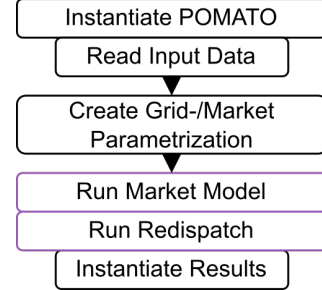 Instantiate POMATO
Read Input Data
Create Grid-/Market
Parametrization
Run Market Model
Run Redispatch
Instantiate Results